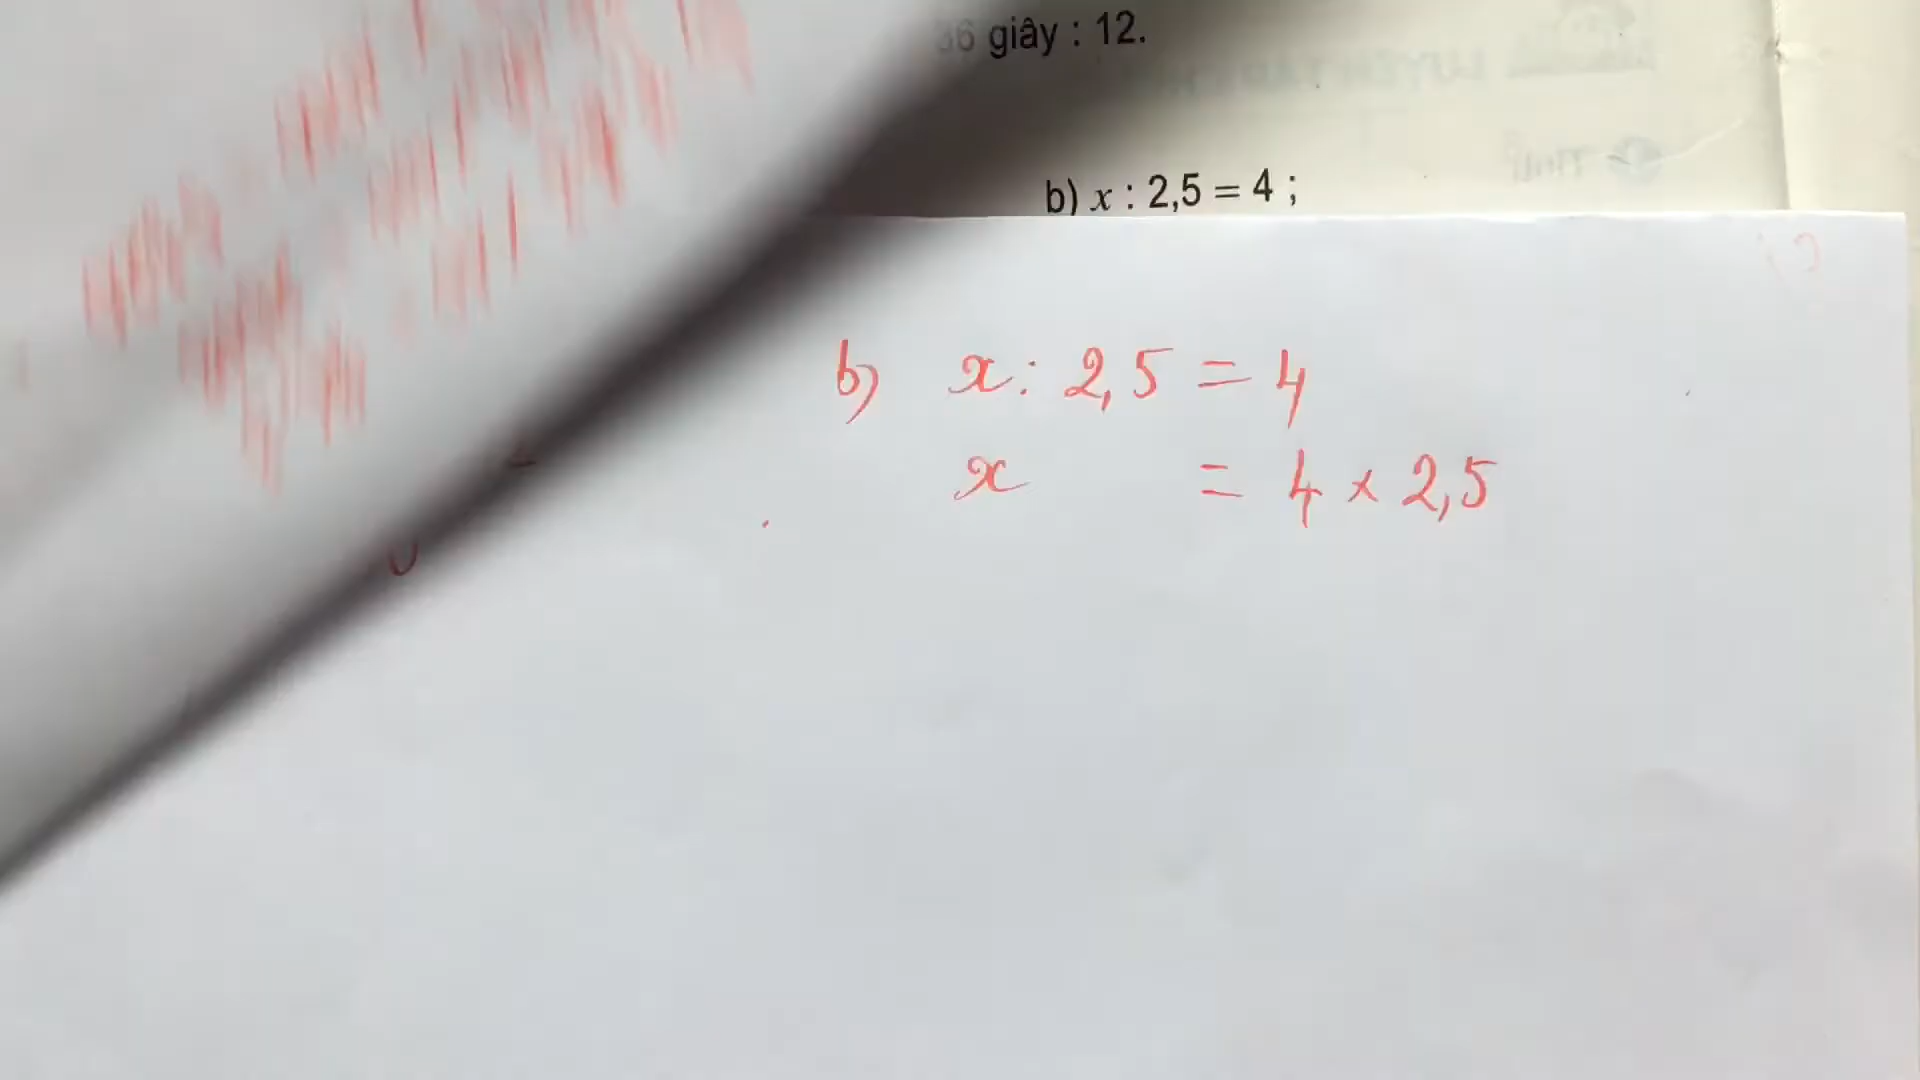 giây : 12.
b) x : 2,5 = 4 ;
b) x : 2,5 = 4
x = 4 × 2,5